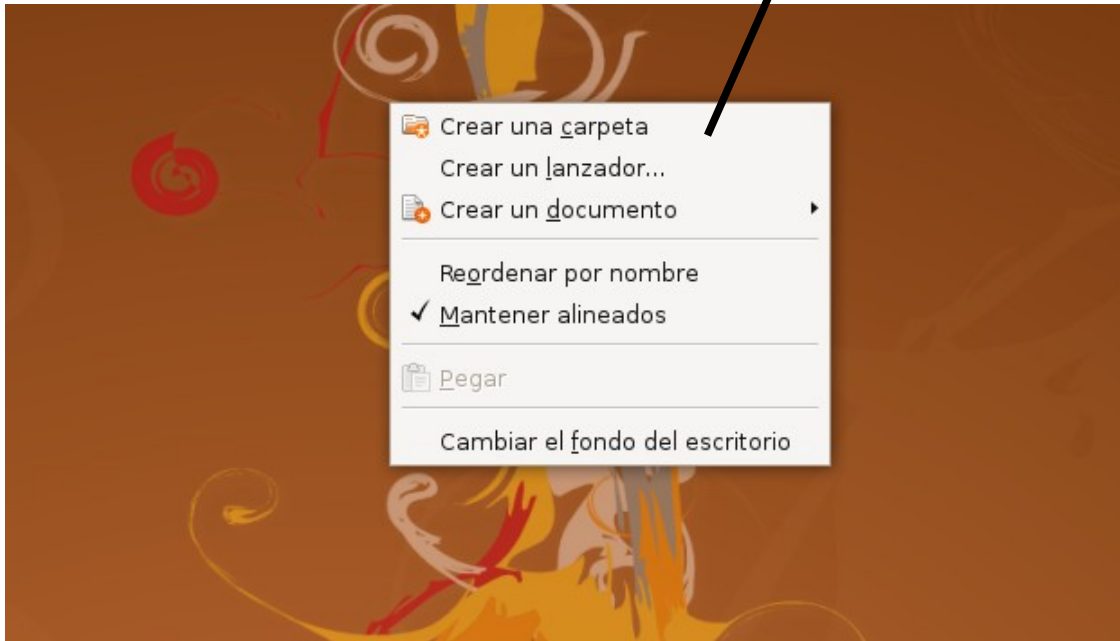 Crear una carpeta
Crear un lanzador...
Crear un documento
Reordenar por nombre
Mantener alineados
Pegar
Cambiar el fondo del escritorio